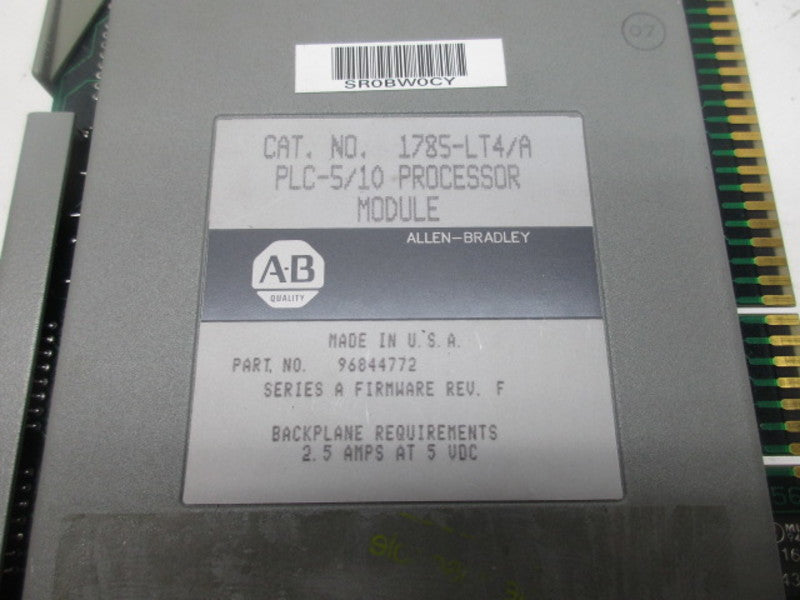 07
SR0BW0CY
CAT. NO. 1785-LT4/A
PLC-5/10 PROCESSOR
MODULE
ALLEN-BRADLEY
A-B
QUALITY
MADE IN U.S.A.
PART. NO. 96844772
SERIES A FIRMWARE REV. F
BACKPLANE REQUIREMENTS
2.5 AMPS AT 5 VDC